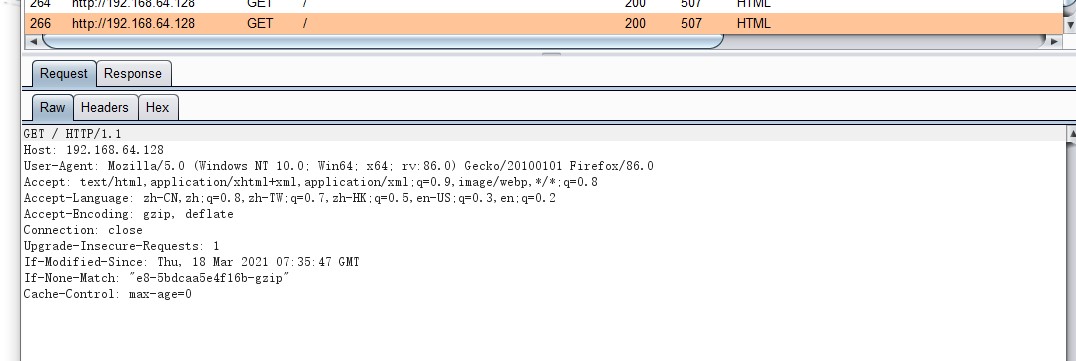 264 http://192.168.64.128 GET / 200 507 HTML
266 http://192.168.64.128 GET / 200 507 HTML
Request Response
Raw Headers Hex
GET / HTTP/1.1
Host: 192.168.64.128
User-Agent: Mozilla/5.0 (Windows NT 10.0; Win64; x64; rv:86.0) Gecko/20100101 Firefox/86.0
Accept: text/html,application/xhtml+xml,application/xml;q=0.9,image/webp,*/*;q=0.8
Accept-Language: zh-CN,zh;q=0.8,zh-TW;q=0.7,zh-HK;q=0.5,en-US;q=0.3,en;q=0.2
Accept-Encoding: gzip, deflate
Connection: close
Upgrade-Insecure-Requests: 1
If-Modified-Since: Thu, 18 Mar 2021 07:35:47 GMT
If-None-Match: "e8-5bdcaa5e4f16b-gzip"
Cache-Control: max-age=0